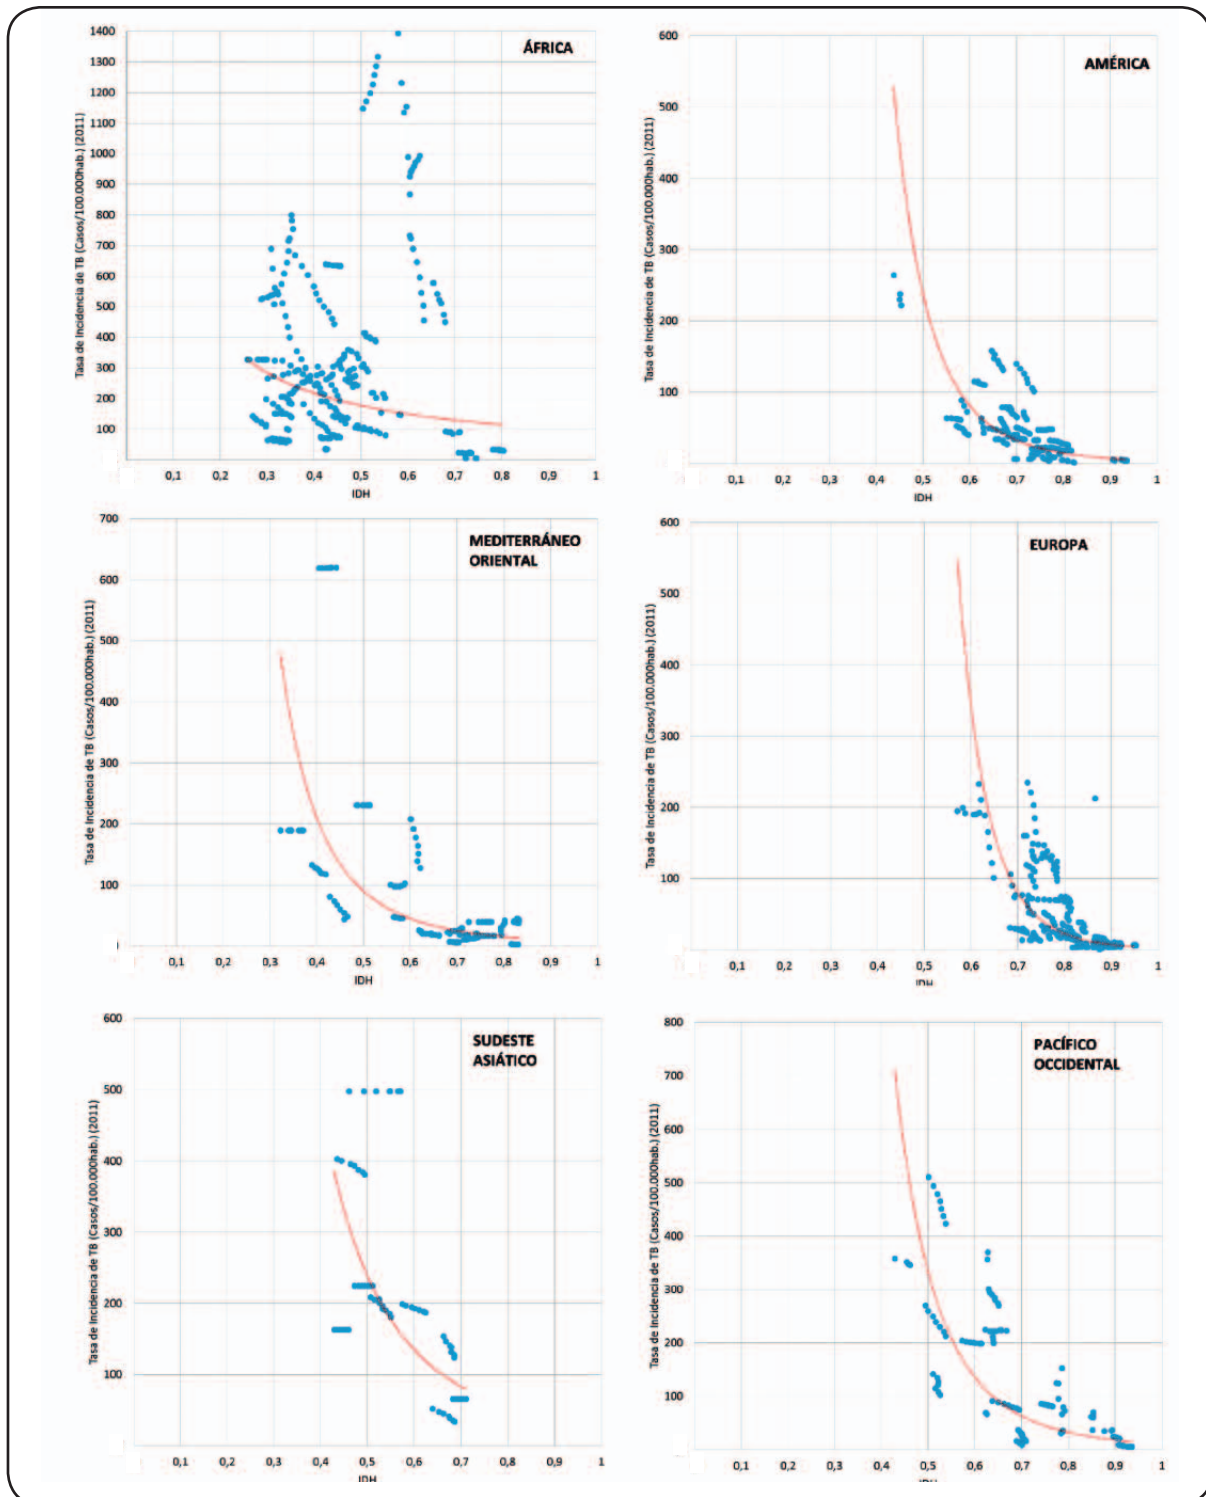 ÁFRICA
Tasa de Incidencia de TB (Casos/100.000hab.) (2011)
1400
1300
1200
1100
1000
900
800
700
600
500
400
300
200
100
0,1 0,2 0,3 0,4 0,5 0,6 0,7 0,8 0,9 1
IDH
AMÉRICA
Tasa de Incidencia de TB (Casos/100.000hab.) (2011)
600
500
400
300
200
100
0,1 0,2 0,3 0,4 0,5 0,6 0,7 0,8 0,9 1
IDH
MEDITERRÁNEO
ORIENTAL
Tasa de Incidencia de TB (Casos/100.000hab.) (2011)
700
600
500
400
300
200
100
0,1 0,2 0,3 0,4 0,5 0,6 0,7 0,8 0,9 1
IDH
EUROPA
Tasa de Incidencia de TB (Casos/100.000hab.) (2011)
600
500
400
300
200
100
0,1 0,2 0,3 0,4 0,5 0,6 0,7 0,8 0,9 1
IDH
SUDESTE
ASIÁTICO
Tasa de Incidencia de TB (Casos/100.000hab.) (2011)
600
500
400
300
200
100
0,1 0,2 0,3 0,4 0,5 0,6 0,7 0,8 0,9 1
IDH
PACÍFICO
OCCIDENTAL
Tasa de Incidencia de TB (Casos/100.000hab.) (2011)
800
700
600
500
400
300
200
100
0,1 0,2 0,3 0,4 0,5 0,6 0,7 0,8 0,9 1
IDH